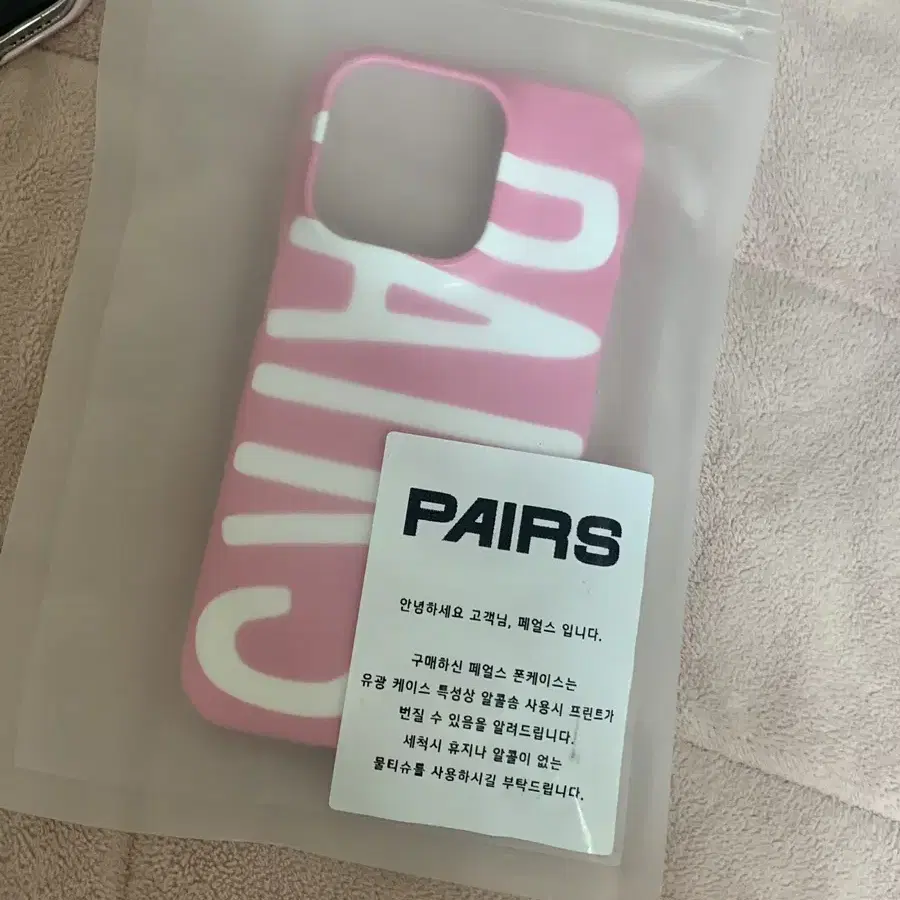 PAIRS
PAIRS
안녕하세요 고객님, 페얼스 입니다.
구매하신 페얼스 폰케이스는
유광 케이스 특성상 알콜솜 사용시 프린트가
번질 수 있음을 알려드립니다.
세척시 휴지나 알콜이 없는
물티슈를 사용하시길 부탁드립니다.